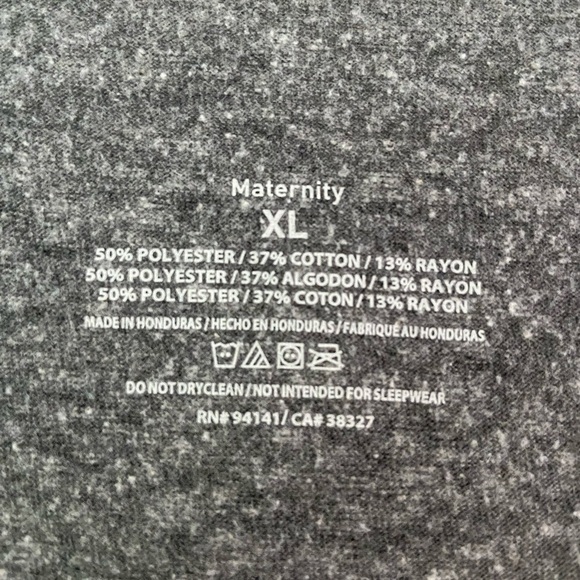 Maternity
XL
50% POLYESTER / 37% COTTON / 13% RAYON
50% POLYESTER / 37% ALGODON / 13% RAYON
50% POLYESTER / 37% COTON / 13% RAYON
MADE IN HONDURAS / HECHO EN HONDURAS / FABRIQUÉ AU HONDURAS
DO NOT DRYCLEAN / NOT INTENDED FOR SLEEPWEAR
RN# 94141/ CA# 38327